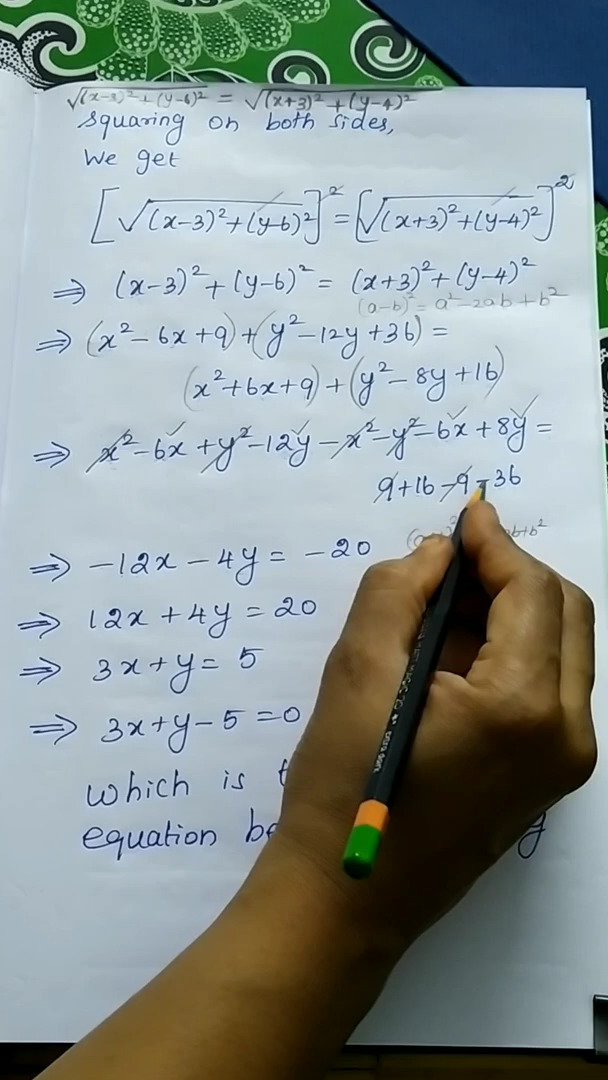 √(x-3)²+(y-6)² = √(x+3)²+(y-4)²
squaring on both sides,
We get
[√(x-3)²+(y-6)²]² = [√(x+3)²+(y-4)²]²
⇒ (x-3)²+(y-6)² = (x+3)²+(y-4)²
(a-b)² = a²-2ab+b²
⇒ (x²-6x+9)+(y²-12y+36) =
(x²+6x+9)+(y²-8y+16)
⇒ x²-6x+y²-12y-x²-y²-6x+8y =
9+16-9-36
⇒ -12x-4y = -20
⇒ 12x+4y = 20
⇒ 3x+y = 5
⇒ 3x+y-5=0
which is
equation